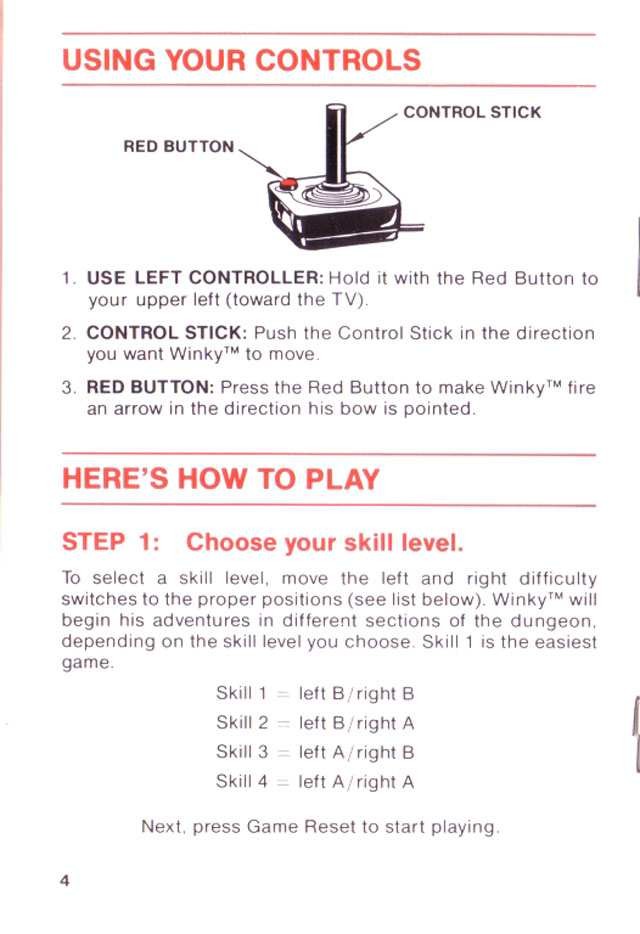 USING YOUR CONTROLS
CONTROL STICK
RED BUTTON
1. USE LEFT CONTROLLER: Hold it with the Red Button to
your upper left (toward the TV).
2. CONTROL STICK: Push the Control Stick in the direction
you want Winky™ to move.
3. RED BUTTON: Press the Red Button to make Winky™ fire
an arrow in the direction his bow is pointed.
HERE'S HOW TO PLAY
STEP 1: Choose your skill level.
To select a skill level, move the left and right difficulty
switches to the proper positions (see list below). Winky™ will
begin his adventures in different sections of the dungeon,
depending on the skill level you choose. Skill 1 is the easiest
game.
Skill 1 = left B/right B
Skill 2 = left B/right A
Skill 3 = left A/right B
Skill 4 = left A/right A
Next, press Game Reset to start playing.
4